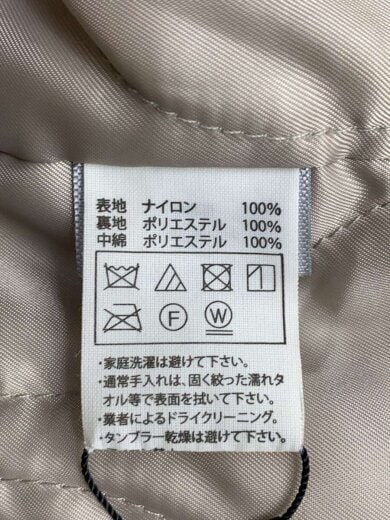 表地 ナイロン 100%
裏地 ポリエステル 100%
中綿 ポリエステル 100%
F
W
・家庭洗濯は避けて下さい。
・通常手入れは、固く絞った濡れタ
オル等で表面を拭いて下さい。
・業者によるドライクリーニング。
・タンブラー乾燥は避けて下さい。